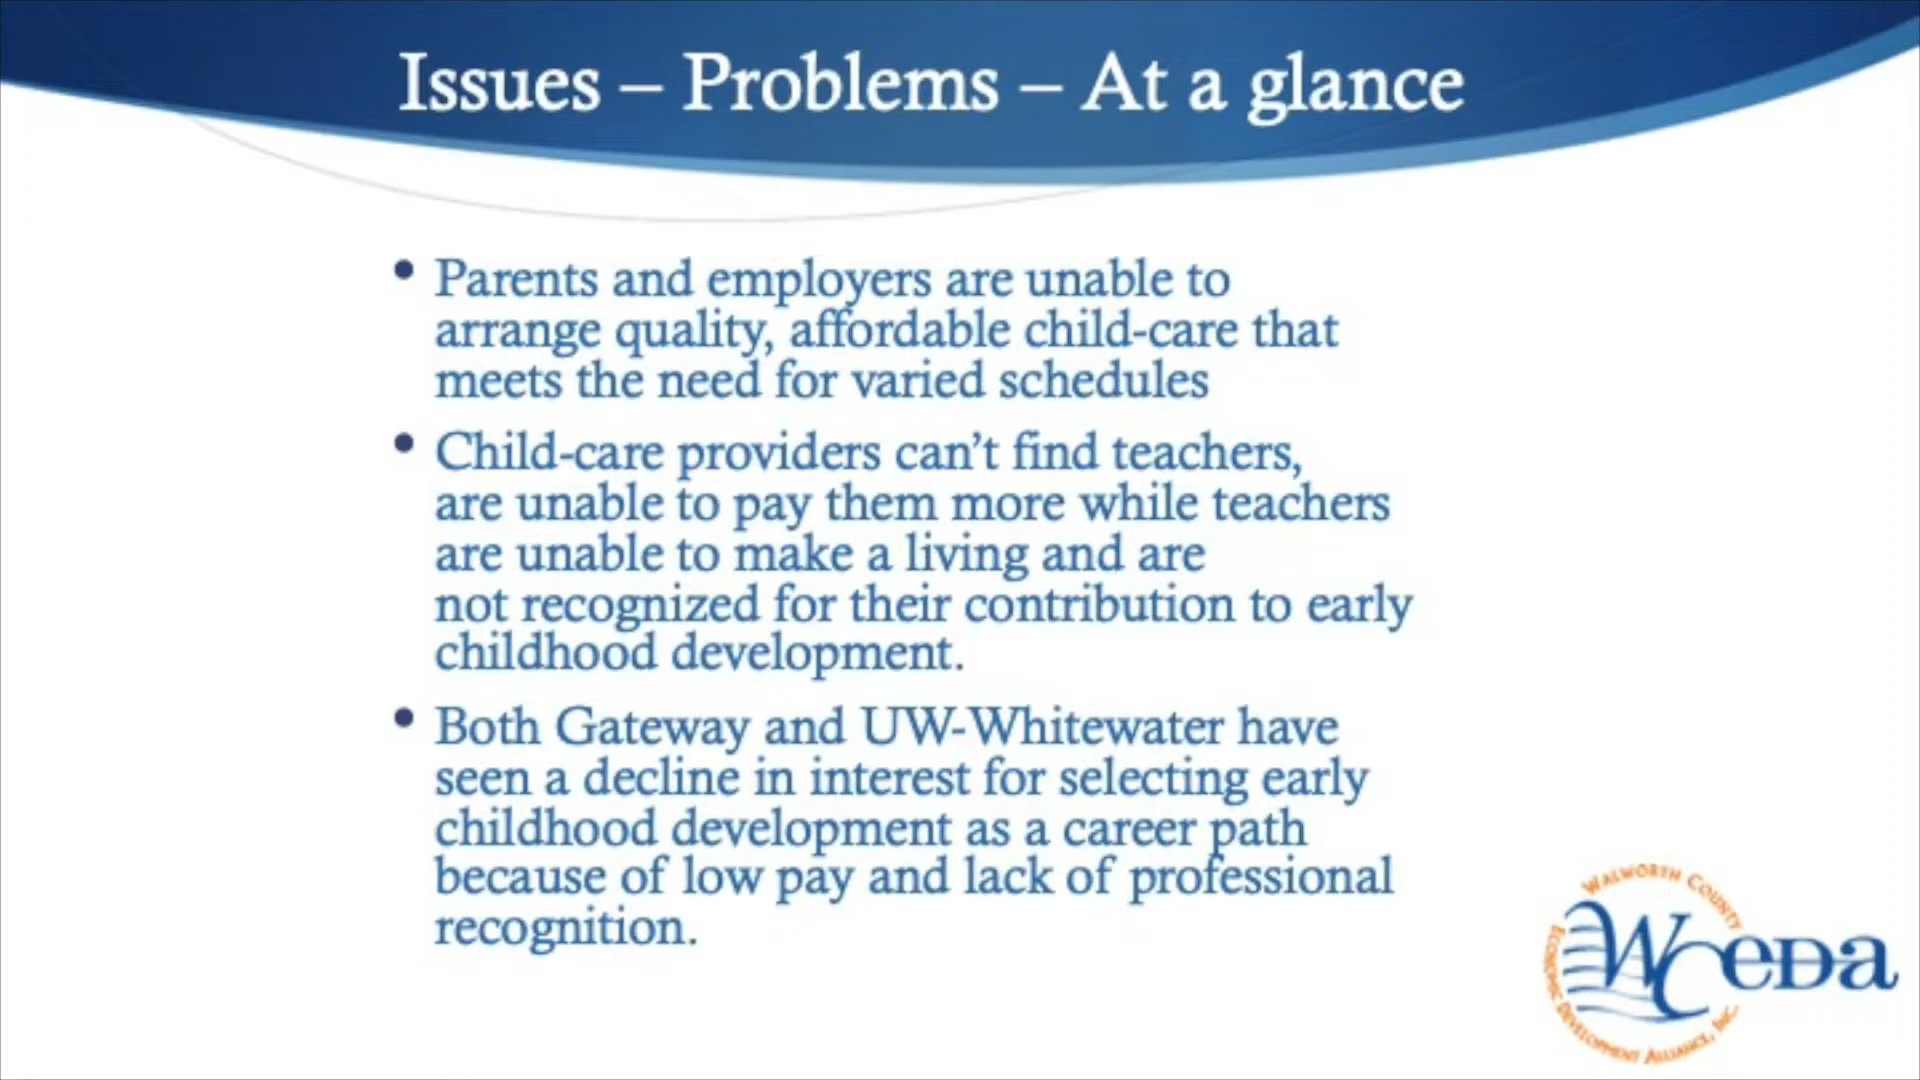 Issues – Problems – At a glance
• Parents and employers are unable to
arrange quality, affordable child-care that
meets the need for varied schedules
• Child-care providers can’t find teachers,
are unable to pay them more while teachers
are unable to make a living and are
not recognized for their contribution to early
childhood development.
• Both Gateway and UW-Whitewater have
seen a decline in interest for selecting early
childhood development as a career path
because of low pay and lack of professional
recognition.
WALWORTH COUNTY
WCEDA
ECONOMIC DEVELOPMENT ALLIANCE, INC.